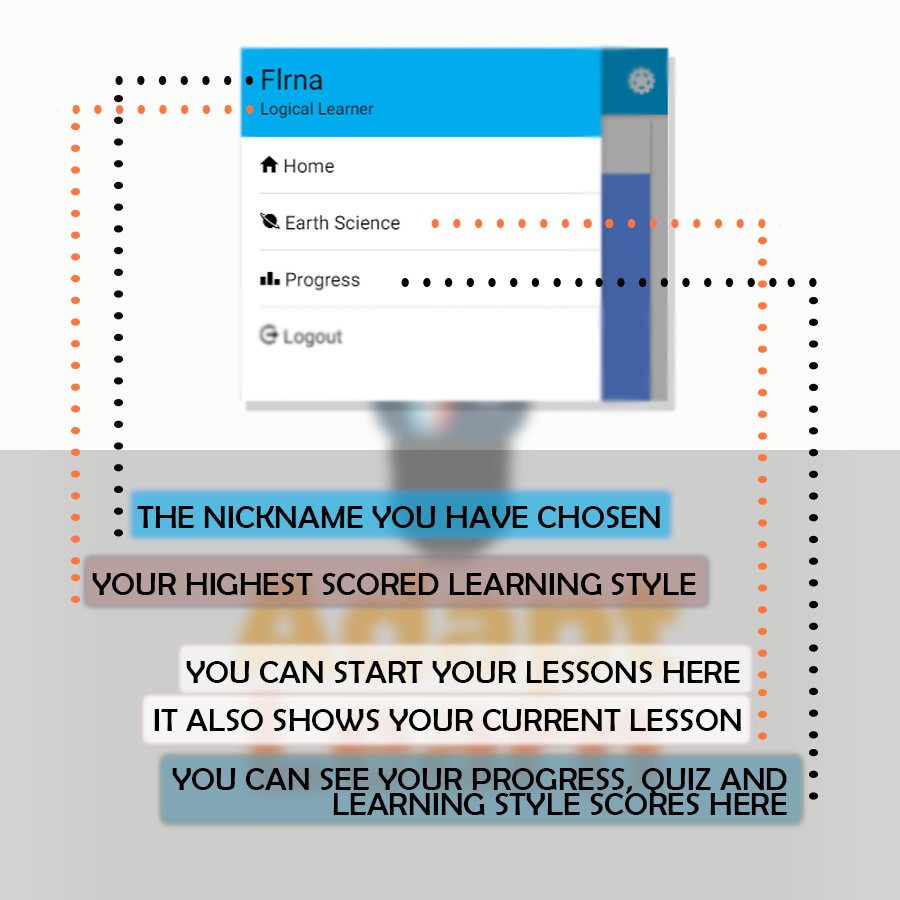 Flrna
Logical Learner
Home
Earth Science
Progress
Logout
THE NICKNAME YOU HAVE CHOSEN
YOUR HIGHEST SCORED LEARNING STYLE
YOU CAN START YOUR LESSONS HERE
IT ALSO SHOWS YOUR CURRENT LESSON
YOU CAN SEE YOUR PROGRESS, QUIZ AND
LEARNING STYLE SCORES HERE